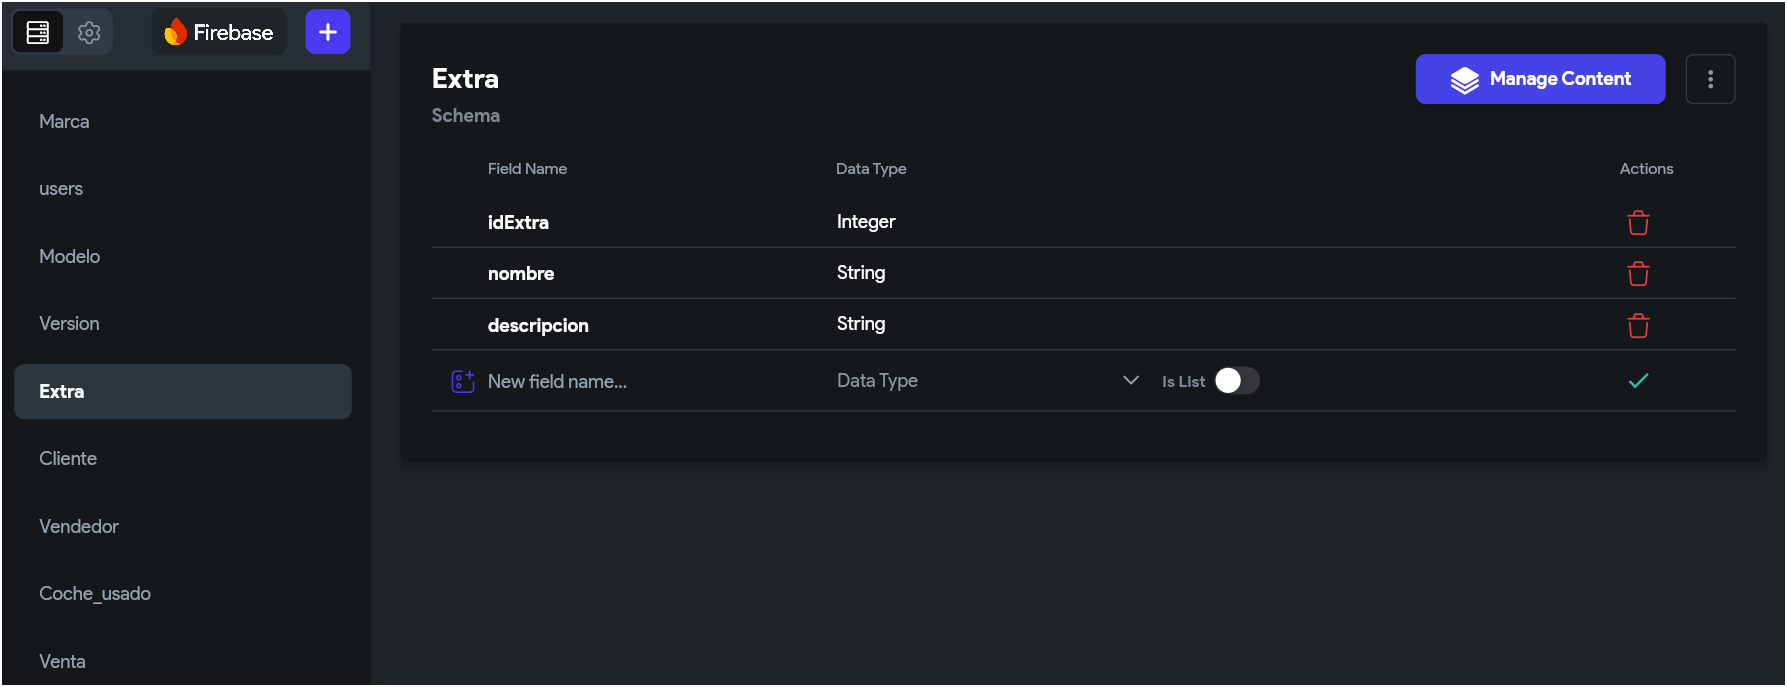 Firebase
Marca
users
Modelo
Version
Extra
Cliente
Vendedor
Coche_usado
Venta
Extra
Schema
Manage Content
Field Name Data Type Actions
idExtra Integer
nombre String
descripcion String
New field name... Data Type Is List